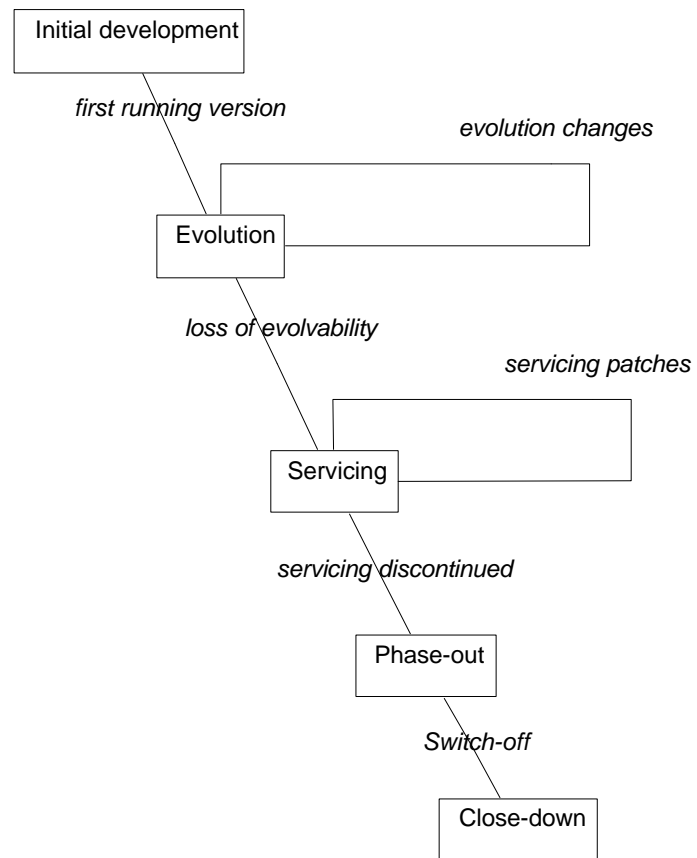 Initial development
first running version
evolution changes
Evolution
loss of evolvability
servicing patches
Servicing
servicing discontinued
Phase-out
Switch-off
Close-down